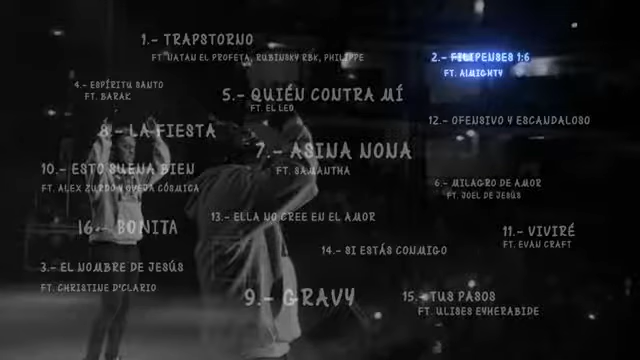 1.- TRAPSTORNO
FT. NATAN EL PROFETA, RUBINSKY RBK, PHILIPPE
2.- FILIPENSES 1:6
FT. ALMIGHTY
4.- ESPÍRITU SANTO
FT. BARAK
5.- QUIÉN CONTRA MÍ
FT. EL LEO
12.- OFENSIVO Y ESCANDALOSO
8.- LA FIESTA
7.- ASINA NONA
FT. SAMANTHA
10.- ESTO SUENA BIEN
FT. ALEX ZURDO Y OVEJA CÓSMICA
6.- MILAGRO DE AMOR
FT. JOEL DE JESÚS
13.- ELLA NO CREE EN EL AMOR
16.- BONITA
11.- VIVIRÉ
FT. EVAN CRAFT
14.- SI ESTÁS CONMIGO
3.- EL NOMBRE DE JESÚS
FT. CHRISTINE D'CLARIO
9.- GRAVY
15.- TUS PASOS
FT. ULISES EYHERABIDE